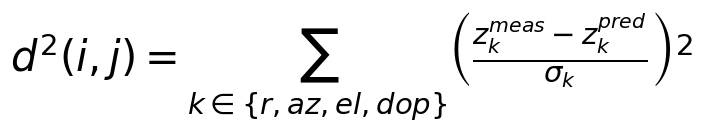 d²(i, j) = ∑_{k ∈ {r, az, el, dop}} ( (z_k^{meas} − z_k^{pred}) / σ_k )2